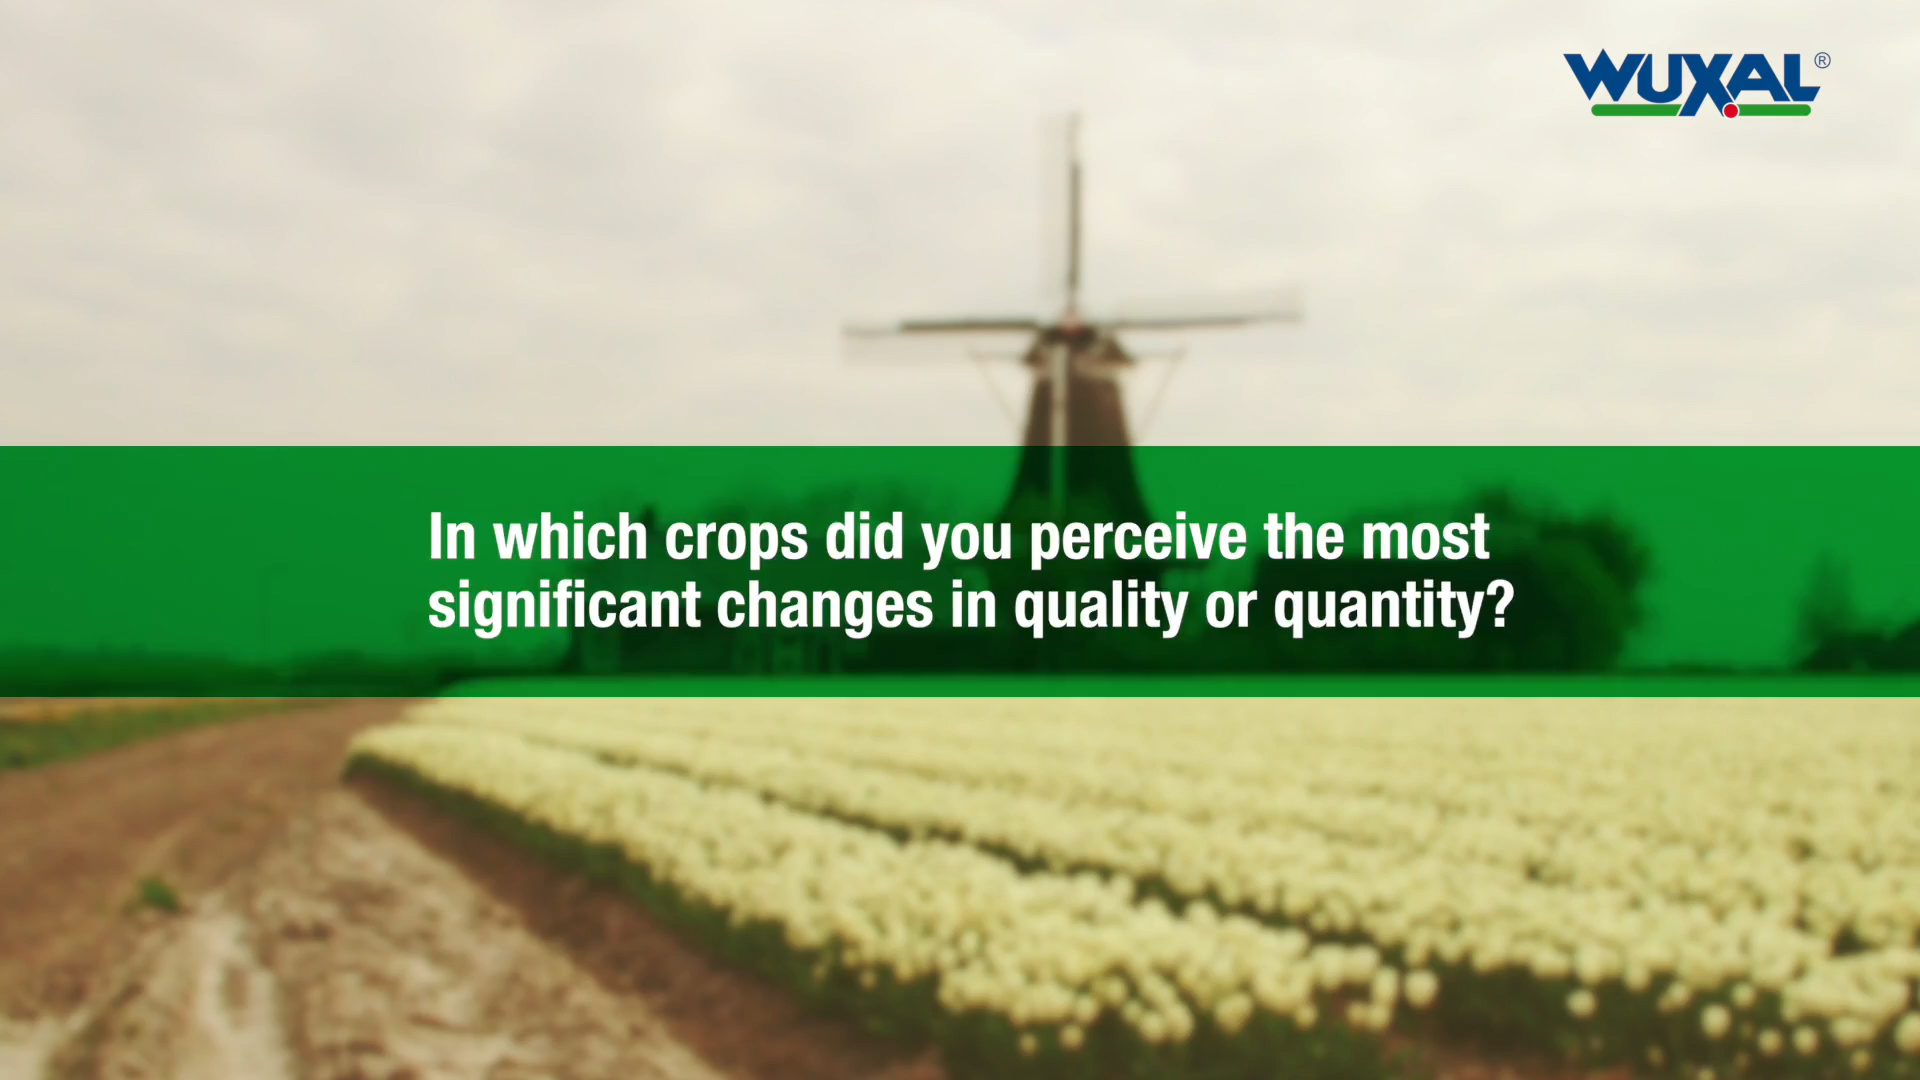 WUXAL®
In which crops did you perceive the most
significant changes in quality or quantity?